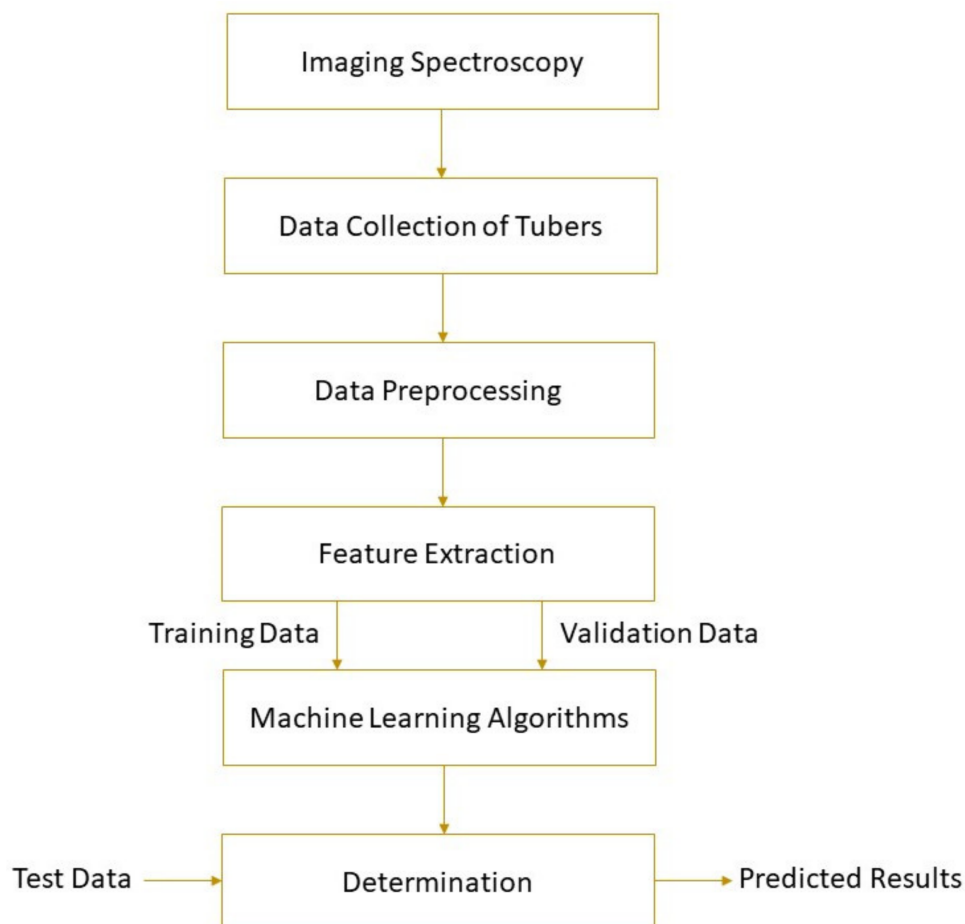 Imaging Spectroscopy
Data Collection of Tubers
Data Preprocessing
Feature Extraction
Training Data
Validation Data
Machine Learning Algorithms
Test Data
Determination
Predicted Results